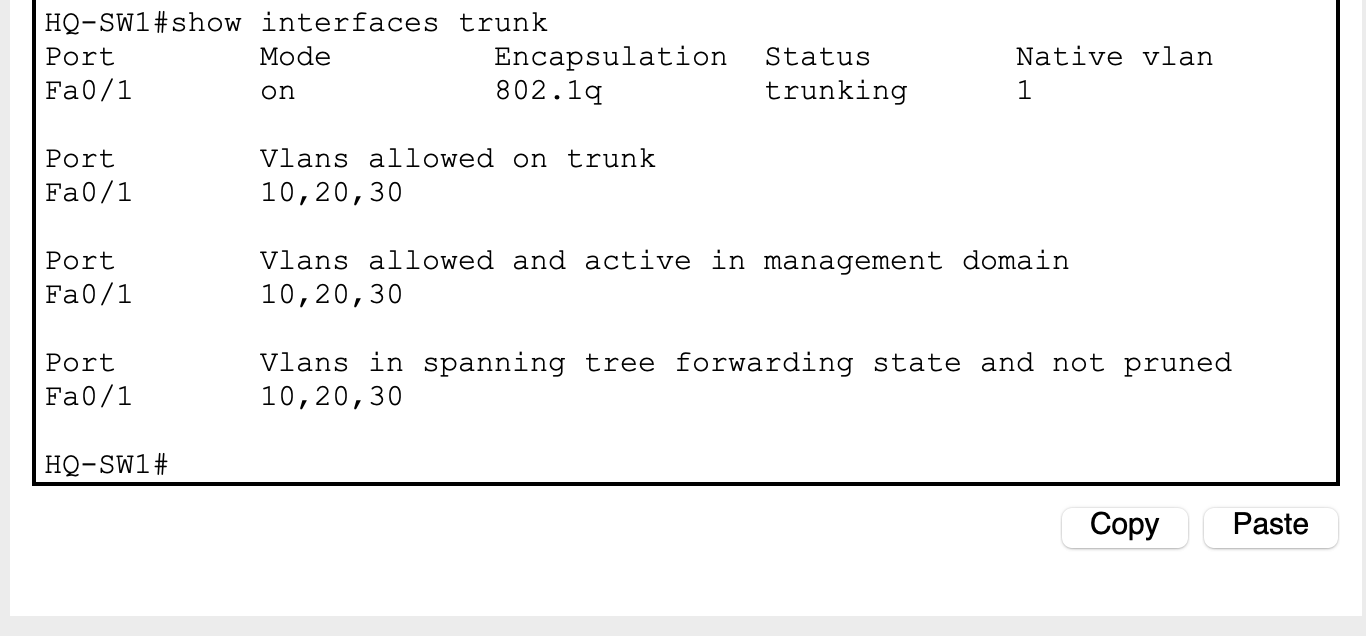 HQ-SW1#show interfaces trunk
Port        Mode         Encapsulation  Status        Native vlan
Fa0/1       on           802.1q         trunking      1

Port        Vlans allowed on trunk
Fa0/1       10,20,30

Port        Vlans allowed and active in management domain
Fa0/1       10,20,30

Port        Vlans in spanning tree forwarding state and not pruned
Fa0/1       10,20,30

HQ-SW1#
Copy Paste